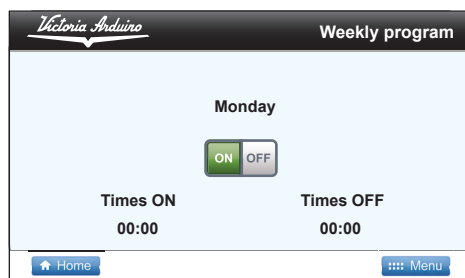 Victoria Arduino
Weekly program
Monday
ON OFF
Times ON Times OFF
00:00 00:00
Home Menu